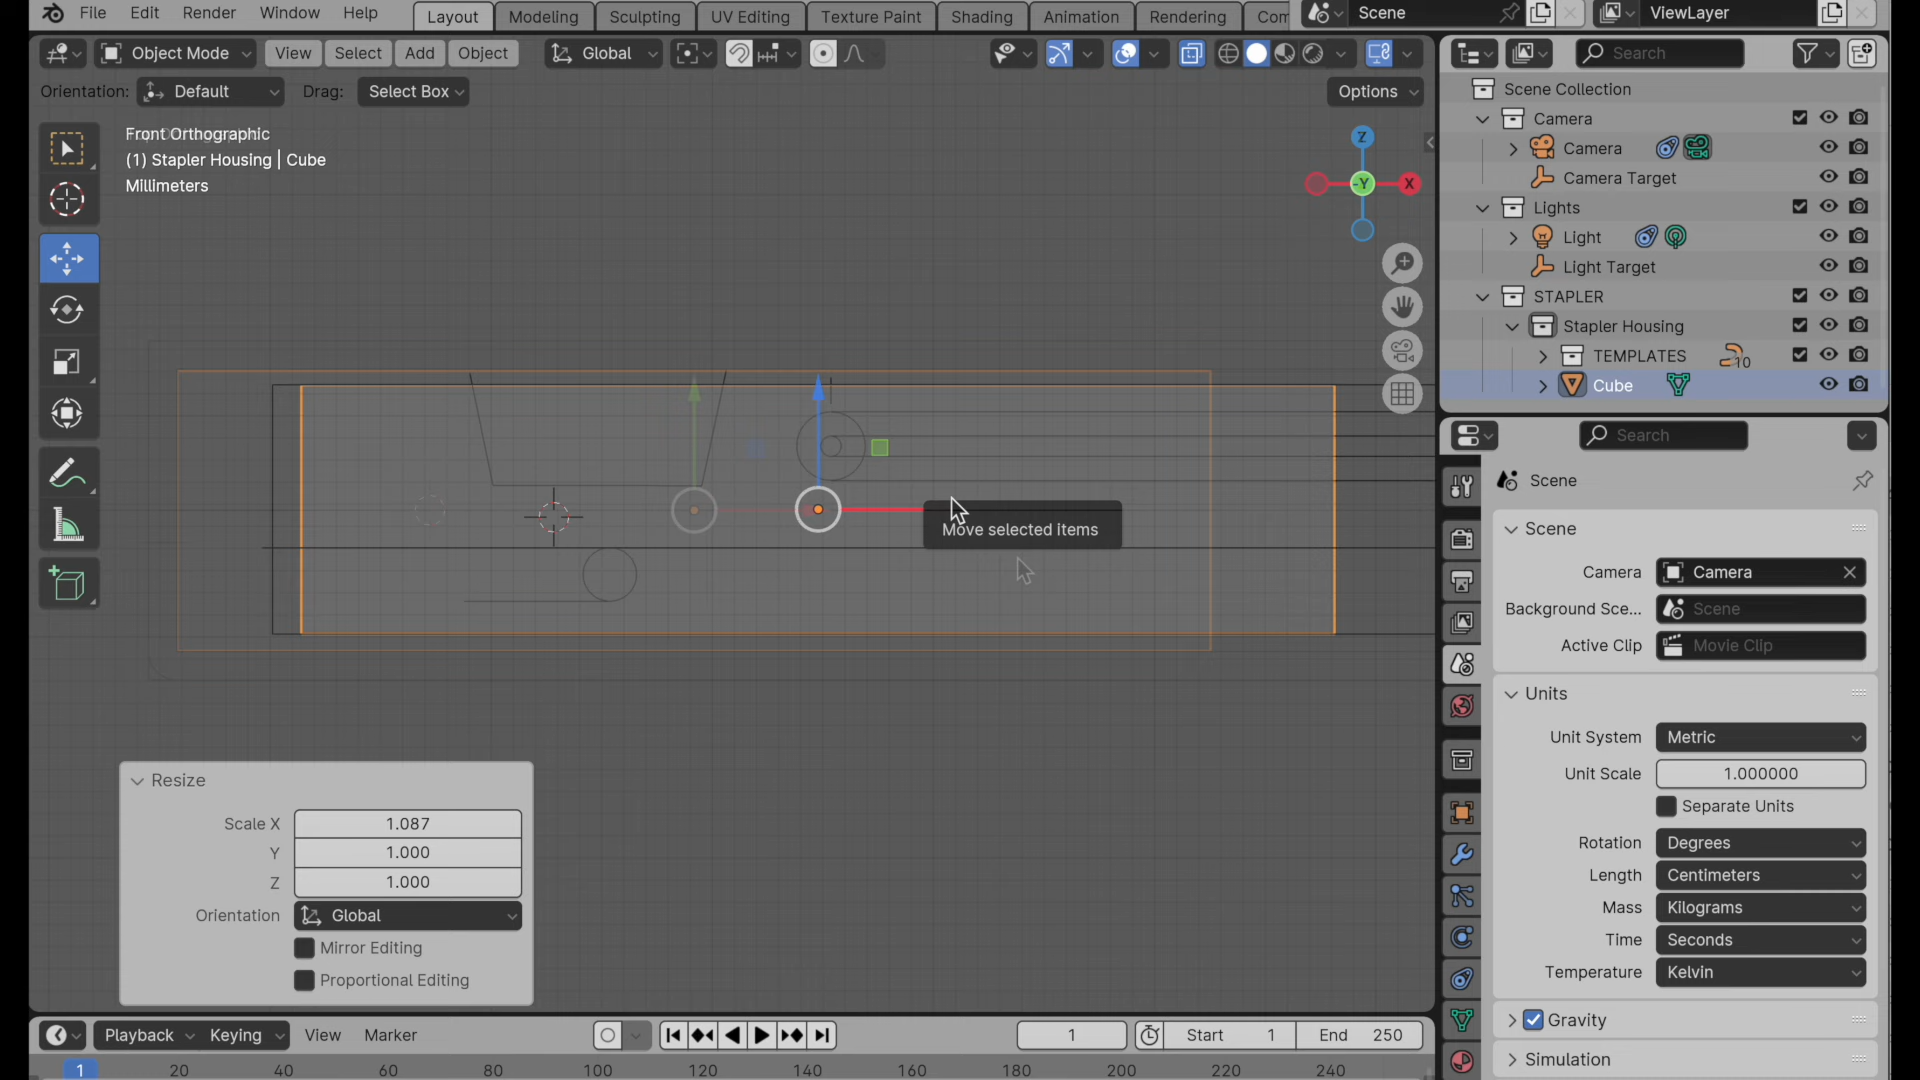 File Edit Render Window Help Layout Modeling Sculpting UV Editing Texture Paint Shading Animation Rendering Scene ViewLayer
Object Mode View Select Add Object Global
Orientation: Default Drag: Select Box Options
Front Orthographic
(1) Stapler Housing | Cube
Millimeters
Z
-Y
X
Move selected items
Resize
Scale X 1.087
Y 1.000
Z 1.000
Orientation Global
Mirror Editing
Proportional Editing
Playback Keying View Marker 1 Start 1 End 250
1 20 40 60 80 100 120 140 160 180 200 220 240
Search
Scene Collection
Camera
Camera
Camera Target
Lights
Light
Light Target
STAPLER
Stapler Housing
TEMPLATES 10
Cube
Search
Scene
Scene
Camera Camera
Background Sce... Scene
Active Clip Movie Clip
Units
Unit System Metric
Unit Scale 1.000000
Separate Units
Rotation Degrees
Length Centimeters
Mass Kilograms
Time Seconds
Temperature Kelvin
Gravity
Simulation